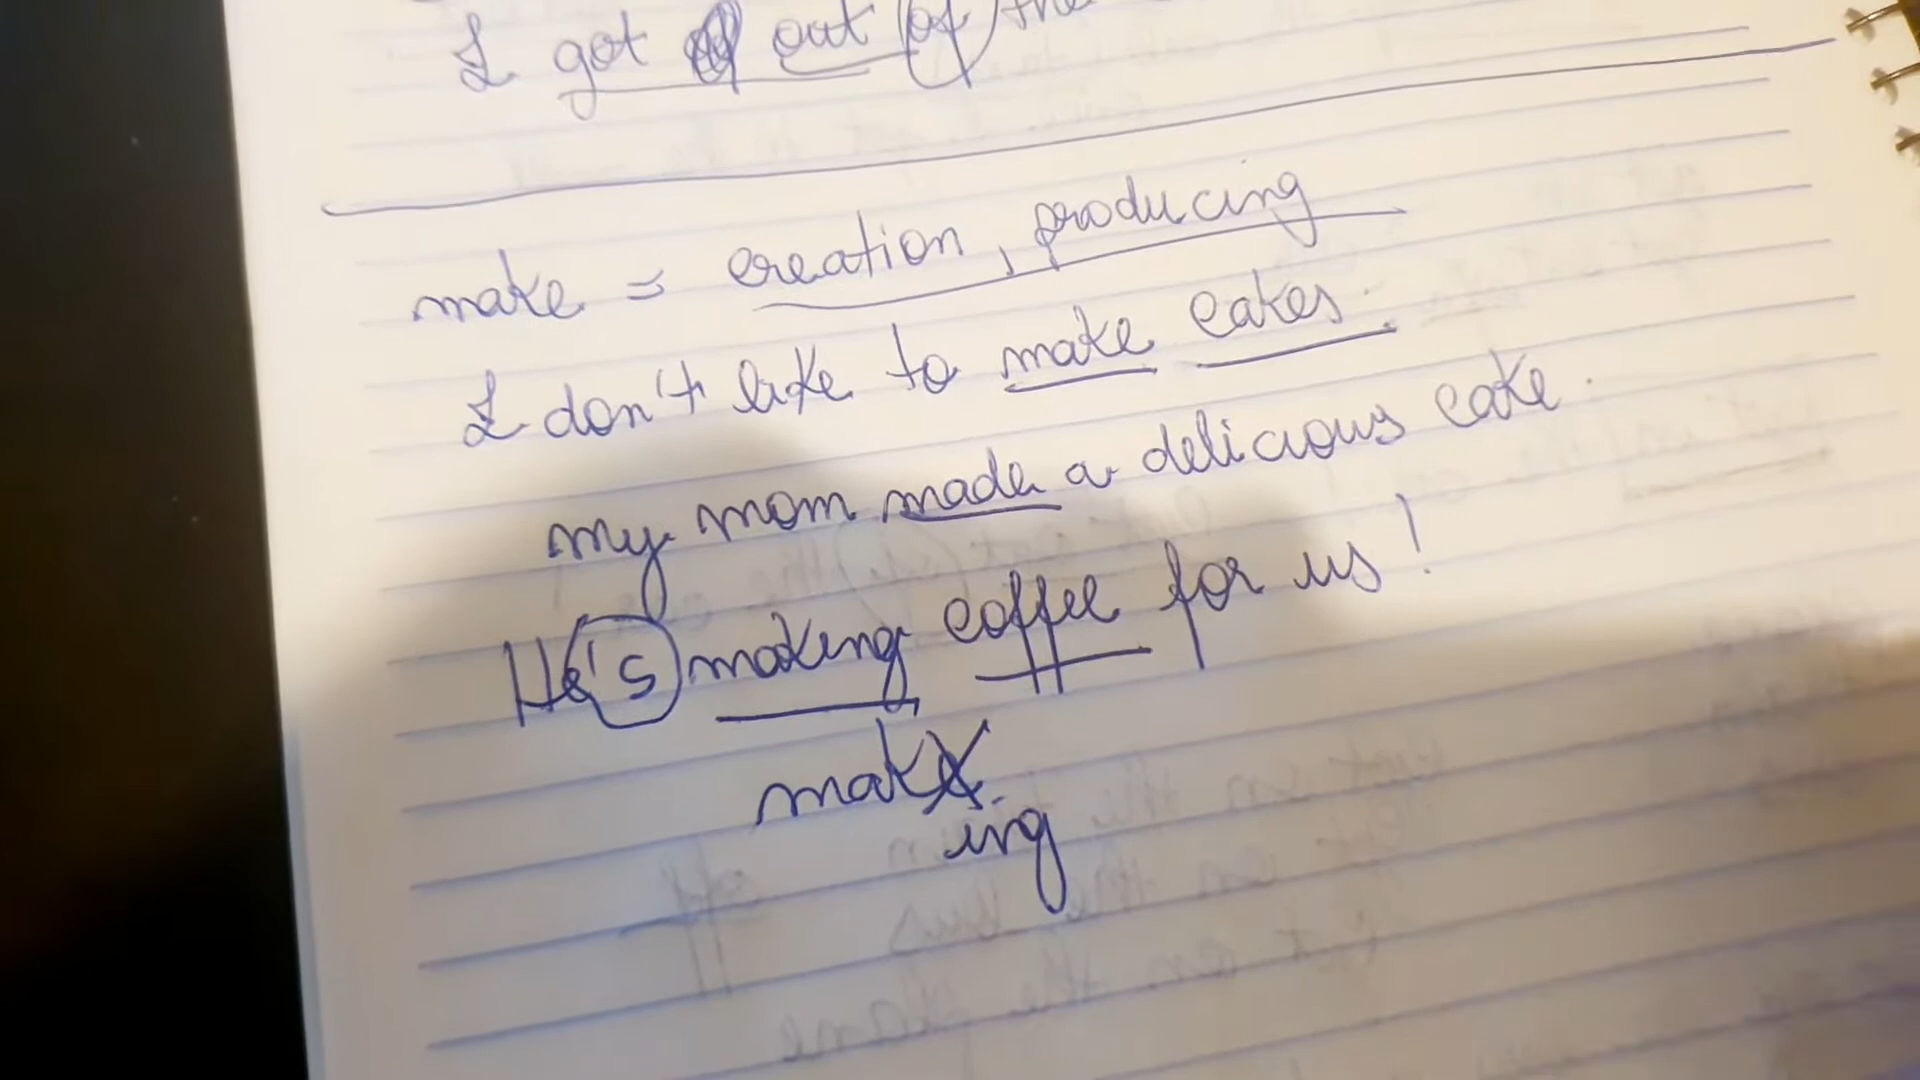 I got out of the
make = creation, producing
I don't like to make cakes.
my mom made a delicious cake.
He's making coffee for us!
make
ing